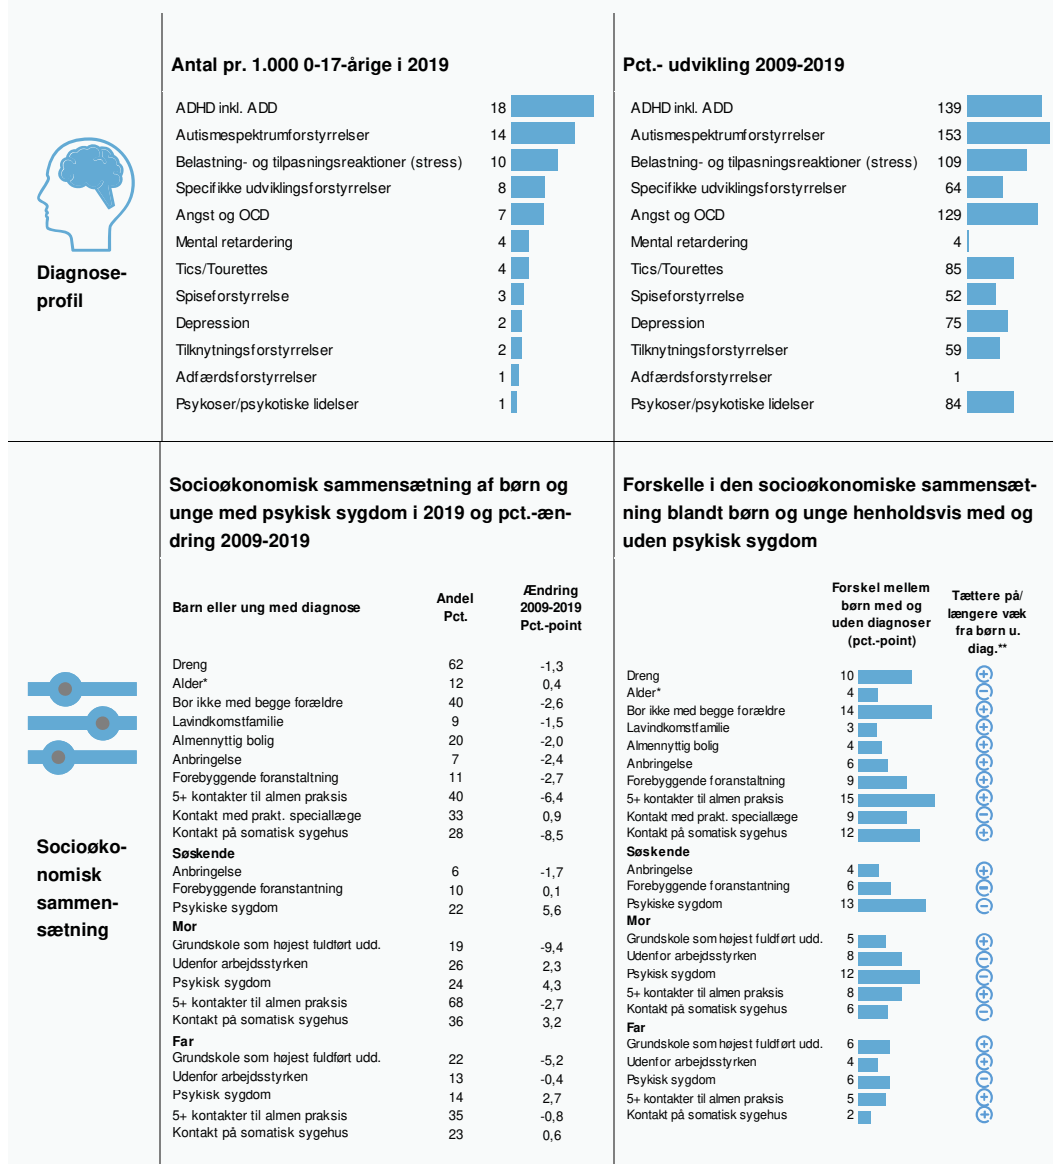 Diagnose-
profil
Antal pr. 1.000 0-17-årige i 2019
ADHD inkl. ADD 18
Autismespektrumforstyrrelser 14
Belastning- og tilpasningsreaktioner (stress) 10
Specifikke udviklingsforstyrrelser 8
Angst og OCD 7
Mental retardering 4
Tics/Tourettes 4
Spiseforstyrrelse 3
Depression 2
Tilknytningsforstyrrelser 2
Adfærdsforstyrrelser 1
Psykoser/psykotiske lidelser 1
Pct.- udvikling 2009-2019
ADHD inkl. ADD 139
Autismespektrumforstyrrelser 153
Belastning- og tilpasningsreaktioner (stress) 109
Specifikke udviklingsforstyrrelser 64
Angst og OCD 129
Mental retardering 4
Tics/Tourettes 85
Spiseforstyrrelse 52
Depression 75
Tilknytningsforstyrrelser 59
Adfærdsforstyrrelser 1
Psykoser/psykotiske lidelser 84
Socioøko-
nomisk
sammen-
sætning
Socioøkonomisk sammensætning af børn og
unge med psykisk sygdom i 2019 og pct.-æn-
dring 2009-2019
Barn eller ung med diagnose
Andel
Pct.
Ændring
2009-2019
Pct.-point
Dreng 62 -1,3
Alder* 12 0,4
Bor ikke med begge forældre 40 -2,6
Lavindkomstfamilie 9 -1,5
Almennyttig bolig 20 -2,0
Anbringelse 7 -2,4
Forebyggende foranstaltning 11 -2,7
5+ kontakter til almen praksis 40 -6,4
Kontakt med prakt. speciallæge 33 0,9
Kontakt på somatisk sygehus 28 -8,5
Søskende
Anbringelse 6 -1,7
Forebyggende foranstantning 10 0,1
Psykiske sygdom 22 5,6
Mor
Grundskole som højest fuldført udd. 19 -9,4
Udenfor arbejdsstyrken 26 2,3
Psykisk sygdom 24 4,3
5+ kontakter til almen praksis 68 -2,7
Kontakt på somatisk sygehus 36 3,2
Far
Grundskole som højest fuldført udd. 22 -5,2
Udenfor arbejdsstyrken 13 -0,4
Psykisk sygdom 14 2,7
5+ kontakter til almen praksis 35 -0,8
Kontakt på somatisk sygehus 23 0,6
Forskelle i den socioøkonomiske sammensæt-
ning blandt børn og unge henholdsvis med og
uden psykisk sygdom
Forskel mellem
børn med og
uden diagnoser
(pct.-point)
Tættere på/
længere væk
fra børn u.
diag.**
Dreng 10 +
Alder* 4 −
Bor ikke med begge forældre 14 +
Lavindkomstfamilie 3 +
Almennyttig bolig 4 +
Anbringelse 6 +
Forebyggende foranstaltning 9 +
5+ kontakter til almen praksis 15 +
Kontakt med prakt. speciallæge 9 −
Kontakt på somatisk sygehus 12 +
Søskende
Anbringelse 4 +
Forebyggende foranstantning 6 −
Psykiske sygdom 13 −
Mor
Grundskole som højest fuldført udd. 5 +
Udenfor arbejdsstyrken 8 −
Psykisk sygdom 12 −
5+ kontakter til almen praksis 8 +
Kontakt på somatisk sygehus 6 −
Far
Grundskole som højest fuldført udd. 6 +
Udenfor arbejdsstyrken 4 +
Psykisk sygdom 6 −
5+ kontakter til almen praksis 5 +
Kontakt på somatisk sygehus 2 +